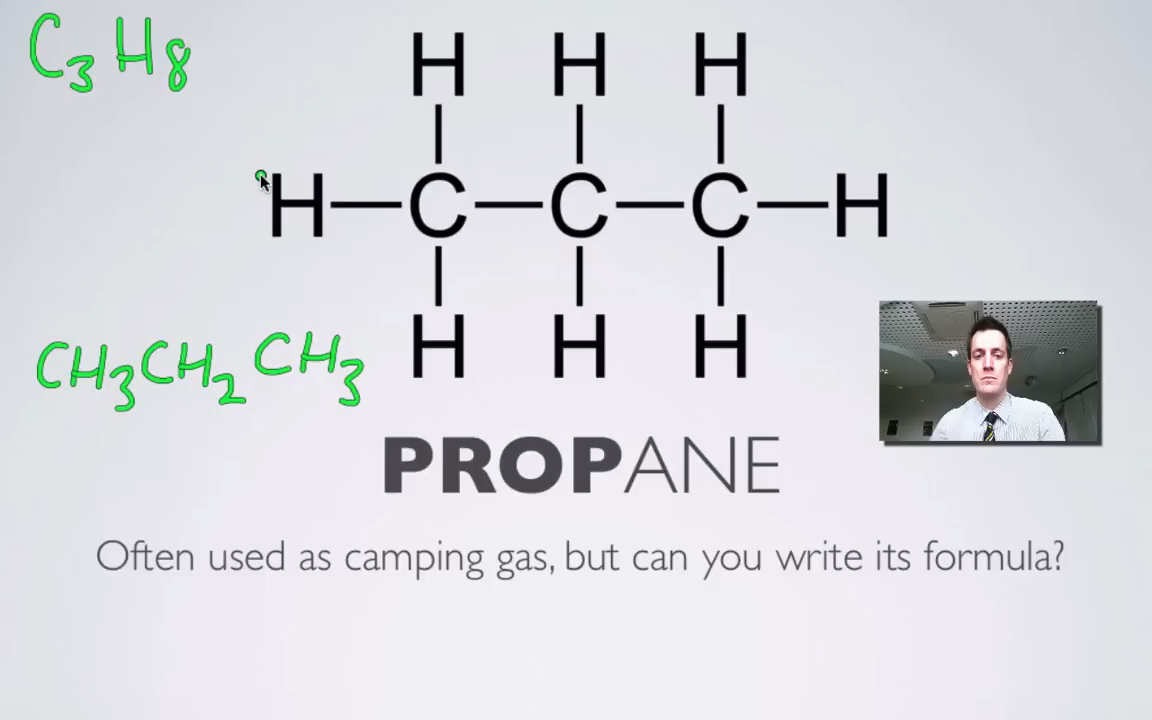 C₃H₈
H H H
H—C—C—C—H
H H H
CH₃CH₂CH₃
PROPANE
Often used as camping gas, but can you write its formula?